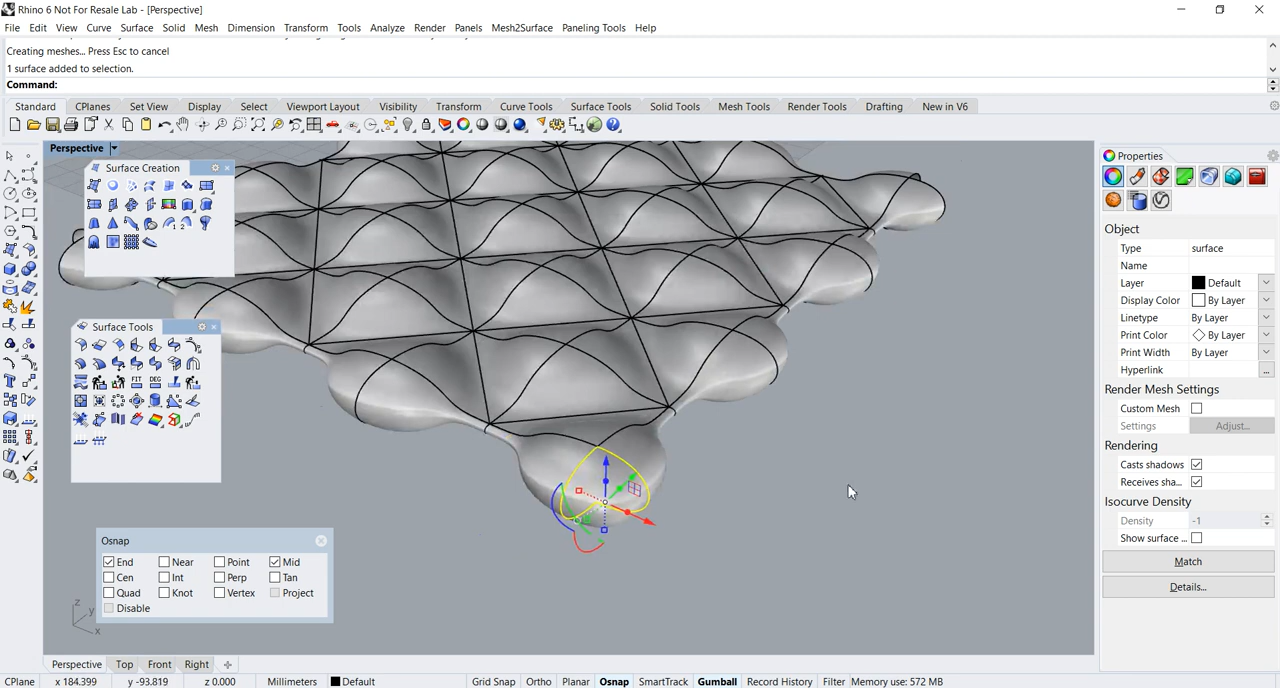 Rhino 6 Not For Resale Lab - [Perspective]
File Edit View Curve Surface Solid Mesh Dimension Transform Tools Analyze Render Panels Mesh2Surface Paneling Tools Help
Creating meshes... Press Esc to cancel
1 surface added to selection.
Command:
Standard CPlanes Set View Display Select Viewport Layout Visibility Transform Curve Tools Surface Tools Solid Tools Mesh Tools Render Tools Drafting New in V6
Perspective
Surface Creation
Surface Tools
FIT DEG
Osnap
End Near Point Mid
Cen Int Perp Tan
Quad Knot Vertex Project
Disable
z
y
x
Properties
Object
Type surface
Name
Layer Default
Display Color By Layer
Linetype By Layer
Print Color By Layer
Print Width By Layer
Hyperlink ...
Render Mesh Settings
Custom Mesh
Settings Adjust...
Rendering
Casts shadows
Receives sha...
Isocurve Density
Density -1
Show surface ...
Match
Details...
Perspective Top Front Right
CPlane x 184.399 y -93.819 z 0.000 Millimeters Default Grid Snap Ortho Planar Osnap SmartTrack Gumball Record History Filter Memory use: 572 MB